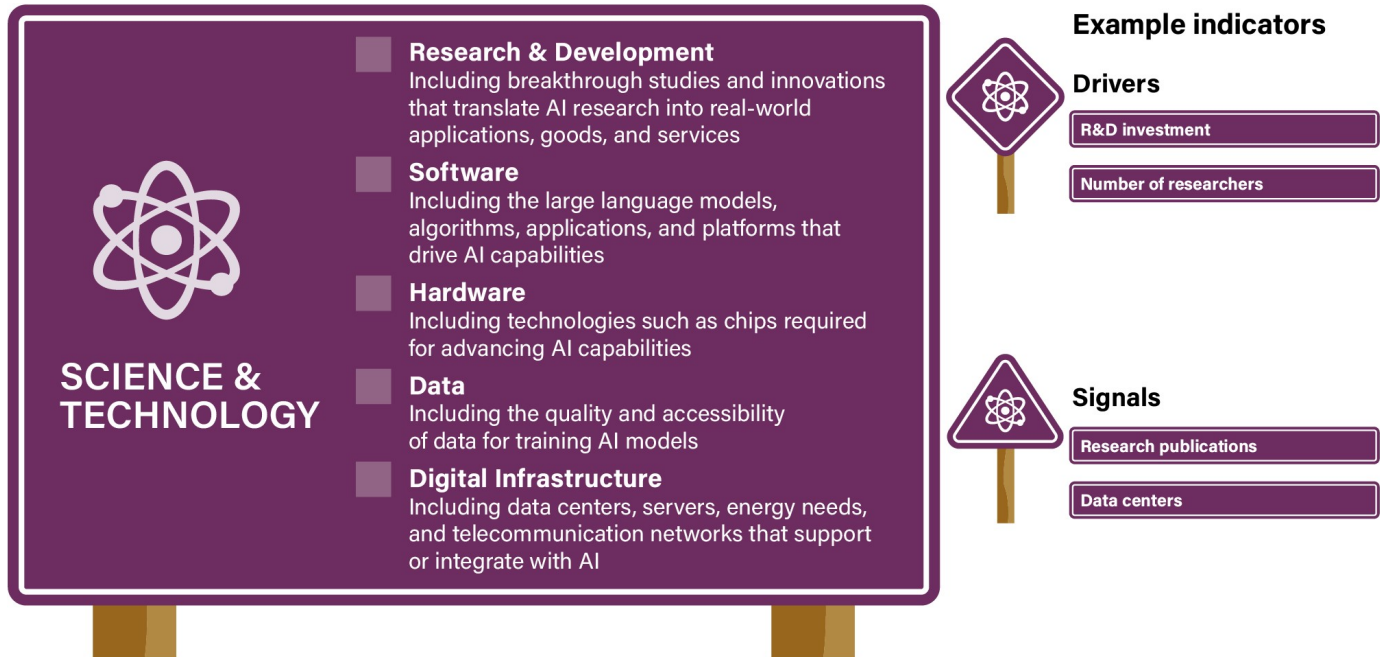 SCIENCE &
TECHNOLOGY
Research & Development
Including breakthrough studies and innovations
that translate AI research into real-world
applications, goods, and services
Software
Including the large language models,
algorithms, applications, and platforms that
drive AI capabilities
Hardware
Including technologies such as chips required
for advancing AI capabilities
Data
Including the quality and accessibility
of data for training AI models
Digital Infrastructure
Including data centers, servers, energy needs,
and telecommunication networks that support
or integrate with AI
Example indicators
Drivers
R&D investment
Number of researchers
Signals
Research publications
Data centers